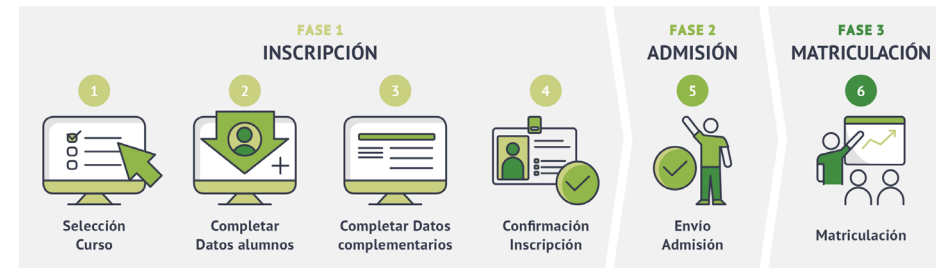 FASE 1
INSCRIPCIÓN
1
2
3
4
Selección
Curso
Completar
Datos alumnos
Completar Datos
complementarios
Confirmación
Inscripción
FASE 2
ADMISIÓN
5
Envío
Admisión
FASE 3
MATRICULACIÓN
6
Matriculación